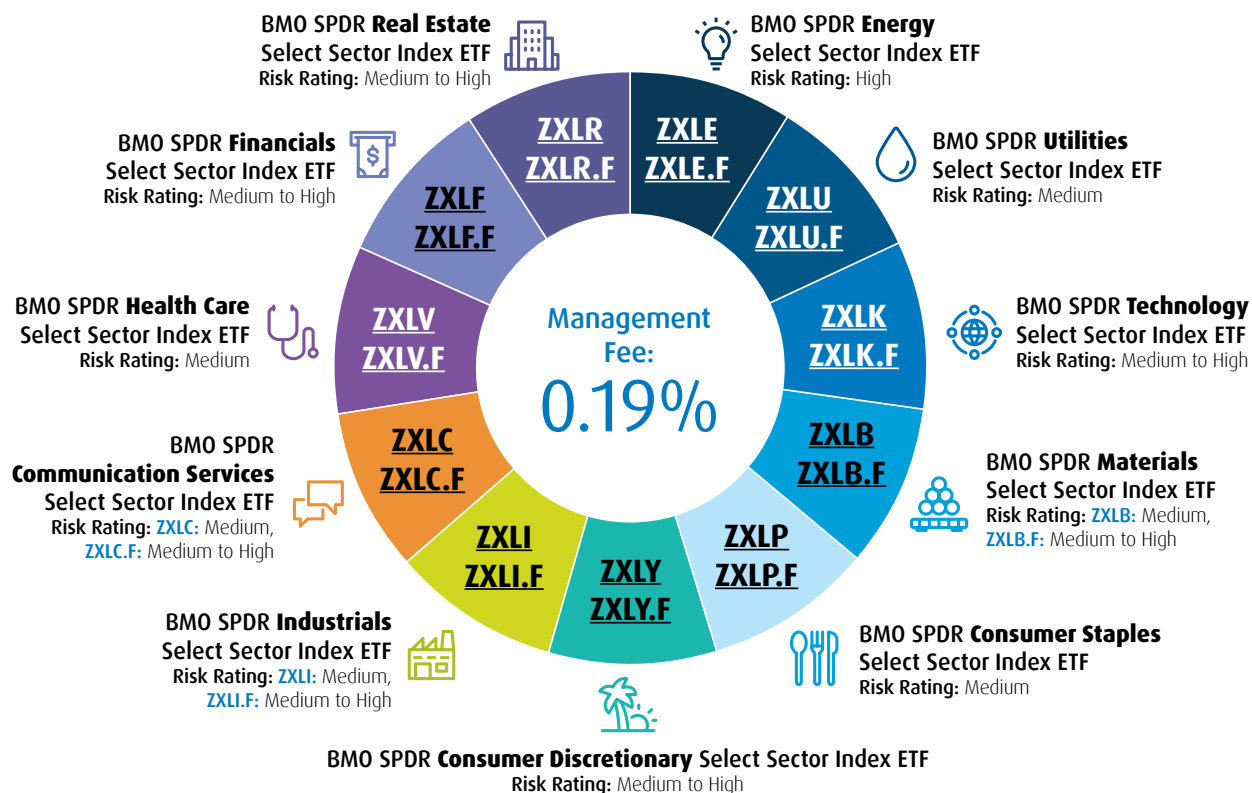 BMO SPDR Real Estate
Select Sector Index ETF
Risk Rating: Medium to High
BMO SPDR Energy
Select Sector Index ETF
Risk Rating: High
BMO SPDR Financials
Select Sector Index ETF
Risk Rating: Medium to High
BMO SPDR Utilities
Select Sector Index ETF
Risk Rating: Medium
BMO SPDR Health Care
Select Sector Index ETF
Risk Rating: Medium
BMO SPDR Technology
Select Sector Index ETF
Risk Rating: Medium to High
BMO SPDR
Communication Services
Select Sector Index ETF
Risk Rating: ZXLC: Medium,
ZXLC.F: Medium to High
BMO SPDR Materials
Select Sector Index ETF
Risk Rating: ZXLB: Medium,
ZXLB.F: Medium to High
BMO SPDR Industrials
Select Sector Index ETF
Risk Rating: ZXLI: Medium,
ZXLI.F: Medium to High
BMO SPDR Consumer Staples
Select Sector Index ETF
Risk Rating: Medium
BMO SPDR Consumer Discretionary Select Sector Index ETF
Risk Rating: Medium to High
ZXLR
ZXLR.F
ZXLE
ZXLE.F
ZXLF
ZXLF.F
ZXLU
ZXLU.F
ZXLV
ZXLV.F
ZXLK
ZXLK.F
ZXLC
ZXLC.F
ZXLB
ZXLB.F
ZXLI
ZXLI.F
ZXLY
ZXLY.F
ZXLP
ZXLP.F
Management
Fee:
0.19%
$